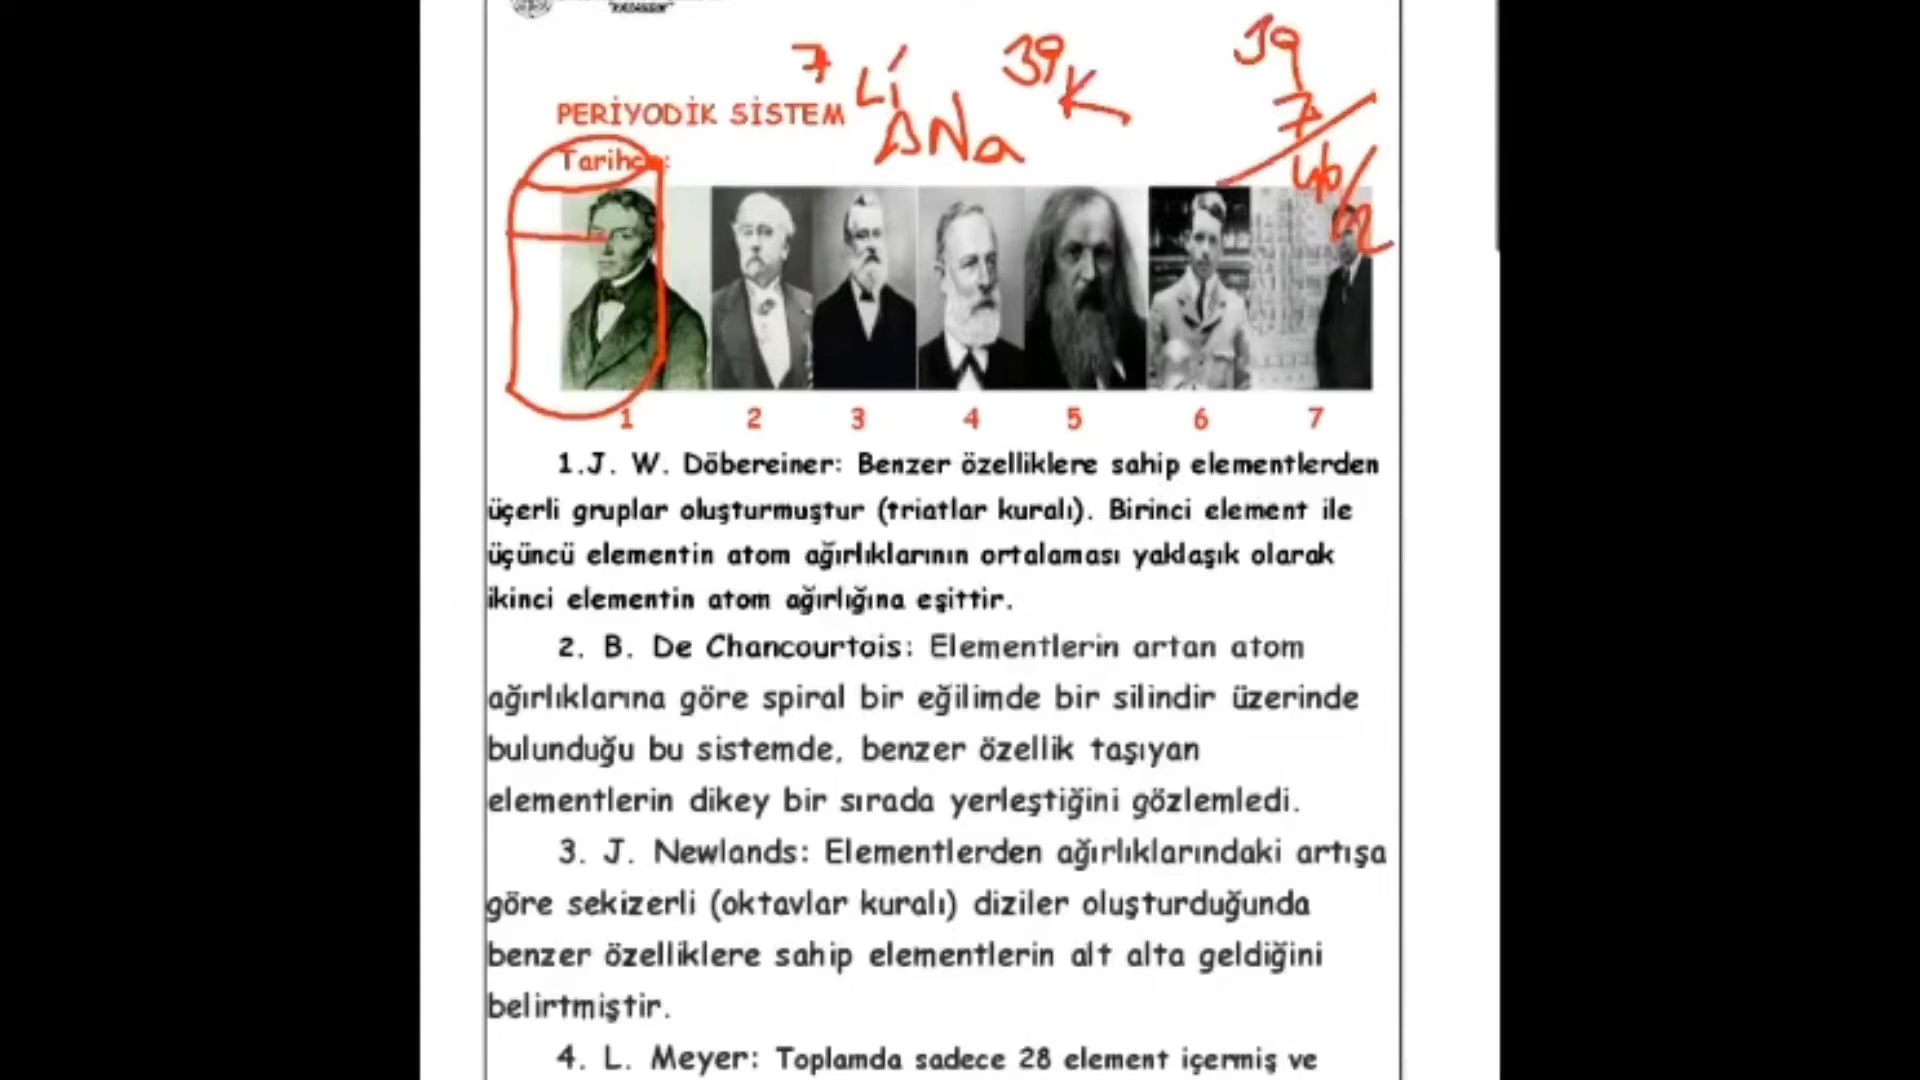 "KAZANIM"
7 Li
39 K
39
7
46/2
PERİYODİK SİSTEM
Na
Tarihçe:
1 2 3 4 5 6 7
1.J. W. Döbereiner: Benzer özelliklere sahip elementlerden
üçerli gruplar oluşturmuştur (triatlar kuralı). Birinci element ile
üçüncü elementin atom ağırlıklarının ortalaması yaklaşık olarak
ikinci elementin atom ağırlığına eşittir.
2. B. De Chancourtois: Elementlerin artan atom
ağırlıklarına göre spiral bir eğilimde bir silindir üzerinde
bulunduğu bu sistemde, benzer özellik taşıyan
elementlerin dikey bir sırada yerleştiğini gözlemledi.
3. J. Newlands: Elementlerden ağırlıklarındaki artışa
göre sekizerli (oktavlar kuralı) diziler oluşturduğunda
benzer özelliklere sahip elementlerin alt alta geldiğini
belirtmiştir.
4. L. Meyer: Toplamda sadece 28 element içermiş ve